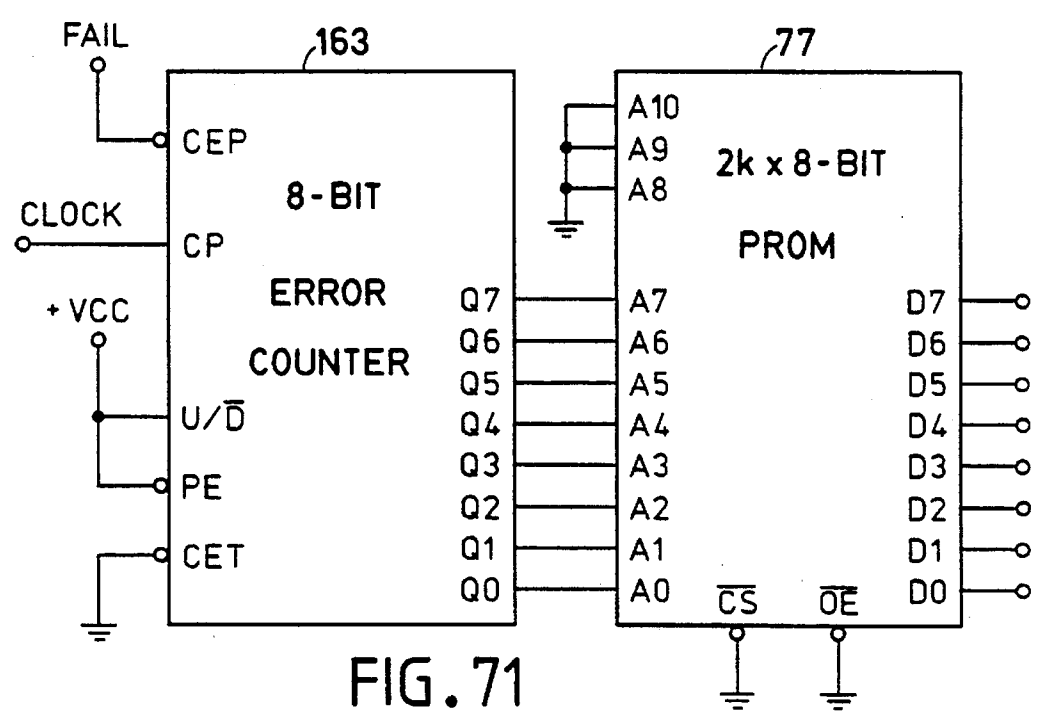 FAIL
163
77
CEP
8-BIT
CLOCK
CP
ERROR
COUNTER
+VCC
U/D̅
PE
CET
Q7
Q6
Q5
Q4
Q3
Q2
Q1
Q0
A10
A9
A8
2k x 8-BIT
PROM
A7
A6
A5
A4
A3
A2
A1
A0
D7
D6
D5
D4
D3
D2
D1
D0
C̅S̅
O̅E̅
FIG. 71